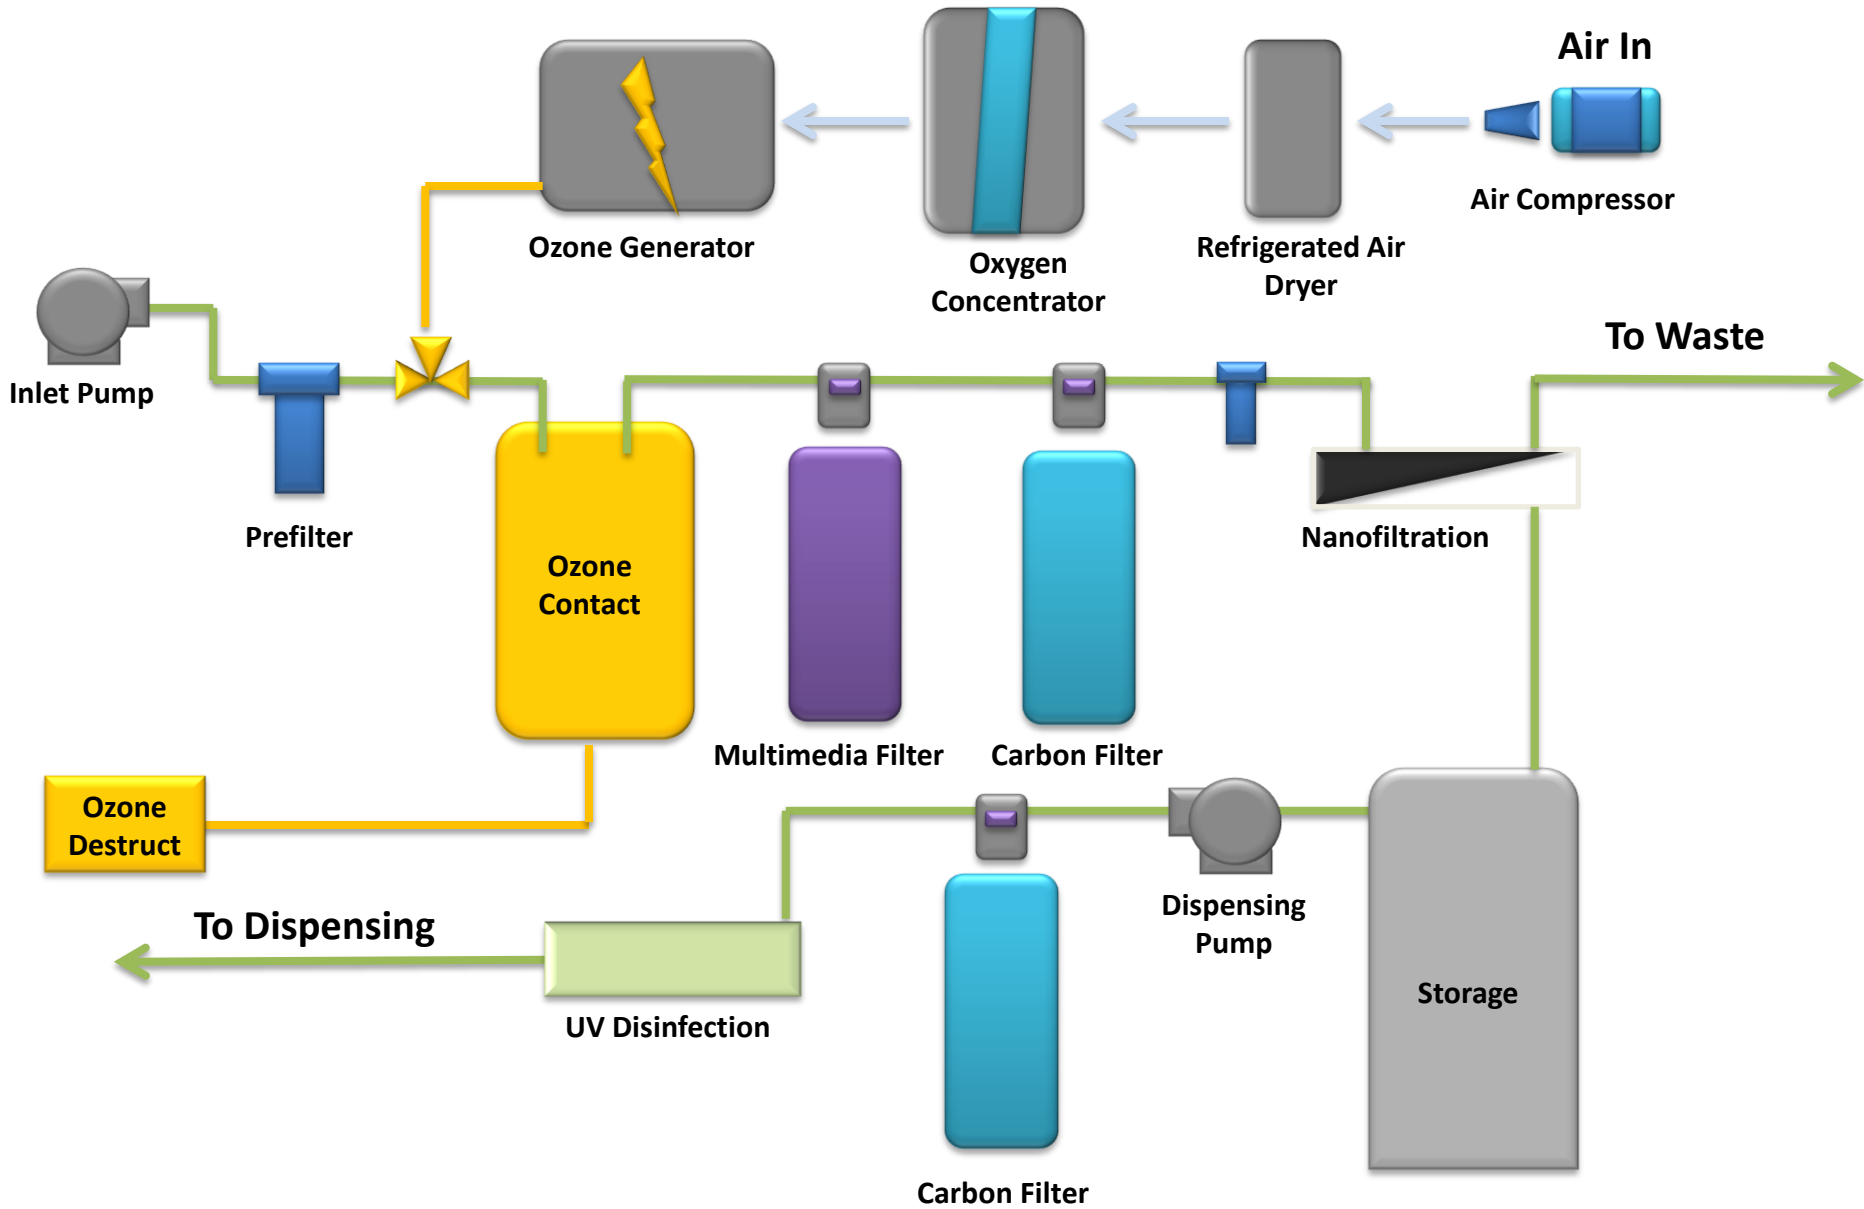 Air In
Air Compressor
Ozone Generator
Oxygen
Concentrator
Refrigerated Air
Dryer
To Waste
Inlet Pump
Prefilter
Nanofiltration
Ozone
Contact
Multimedia Filter
Carbon Filter
Ozone
Destruct
To Dispensing
Dispensing
Pump
Storage
UV Disinfection
Carbon Filter